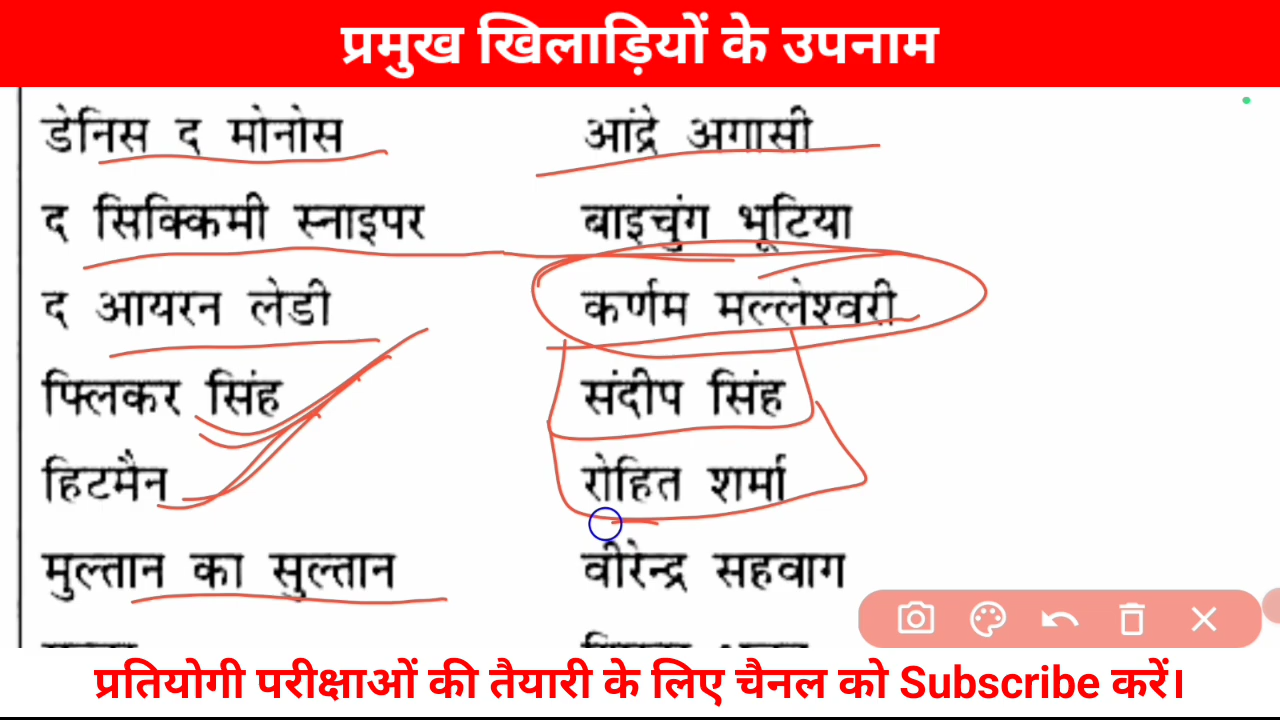 प्रमुख खिलाड़ियों के उपनाम
डेनिस द मोनोस आंद्रे अगासी
द सिक्किमी स्नाइपर बाइचुंग भूटिया
द आयरन लेडी कर्णम मल्लेश्वरी
फ्लिकर सिंह संदीप सिंह
हिटमैन रोहित शर्मा
मुल्तान का सुल्तान वीरेन्द्र सहवाग
प्रतियोगी परीक्षाओं की तैयारी के लिए चैनल को Subscribe करें।